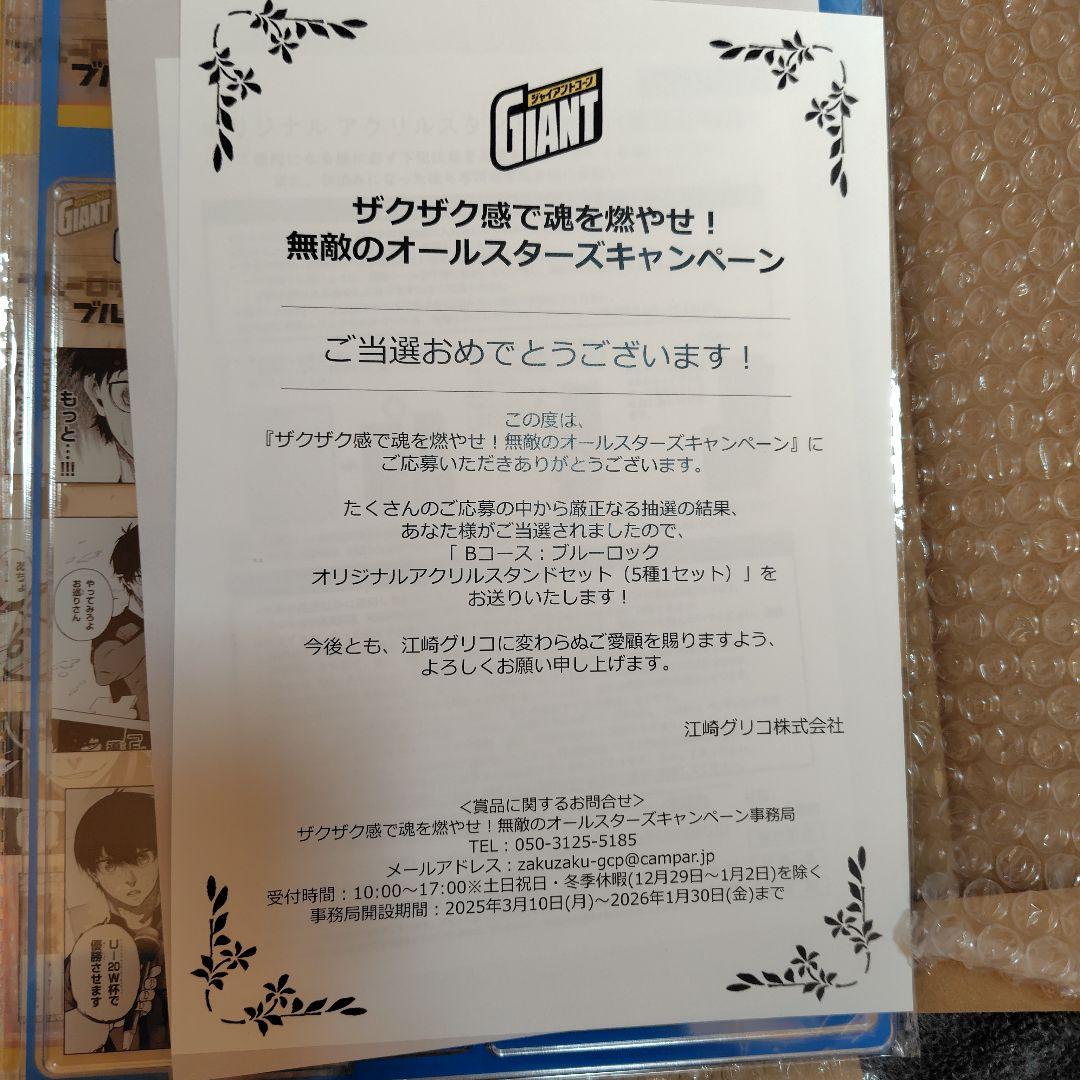 ジャイアントコーン
GIANT
ザクザク感で魂を燃やせ！
無敵のオールスターズキャンペーン
ご当選おめでとうございます！
この度は、
『ザクザク感で魂を燃やせ！無敵のオールスターズキャンペーン』に
ご応募いただきありがとうございます。
たくさんのご応募の中から厳正なる抽選の結果、
あなた様がご当選されましたので、
「 Bコース：ブルーロック
オリジナルアクリルスタンドセット（5種1セット）」を
お送りいたします！
今後とも、江崎グリコに変わらぬご愛顧を賜りますよう、
よろしくお願い申し上げます。
江崎グリコ株式会社
＜賞品に関するお問合せ＞
ザクザク感で魂を燃やせ！無敵のオールスターズキャンペーン事務局
TEL：050-3125-5185
メールアドレス：zakuzaku-gcp@campar.jp
受付時間：10:00～17:00※土日祝日・冬季休暇(12月29日～1月2日)を除く
事務局開設期間：2025年3月10日(月)～2026年1月30日(金)まで
GIANT
ブル
もっと…!!!
やってみろよ
お巡りさん
U-20W杯で
優勝させます